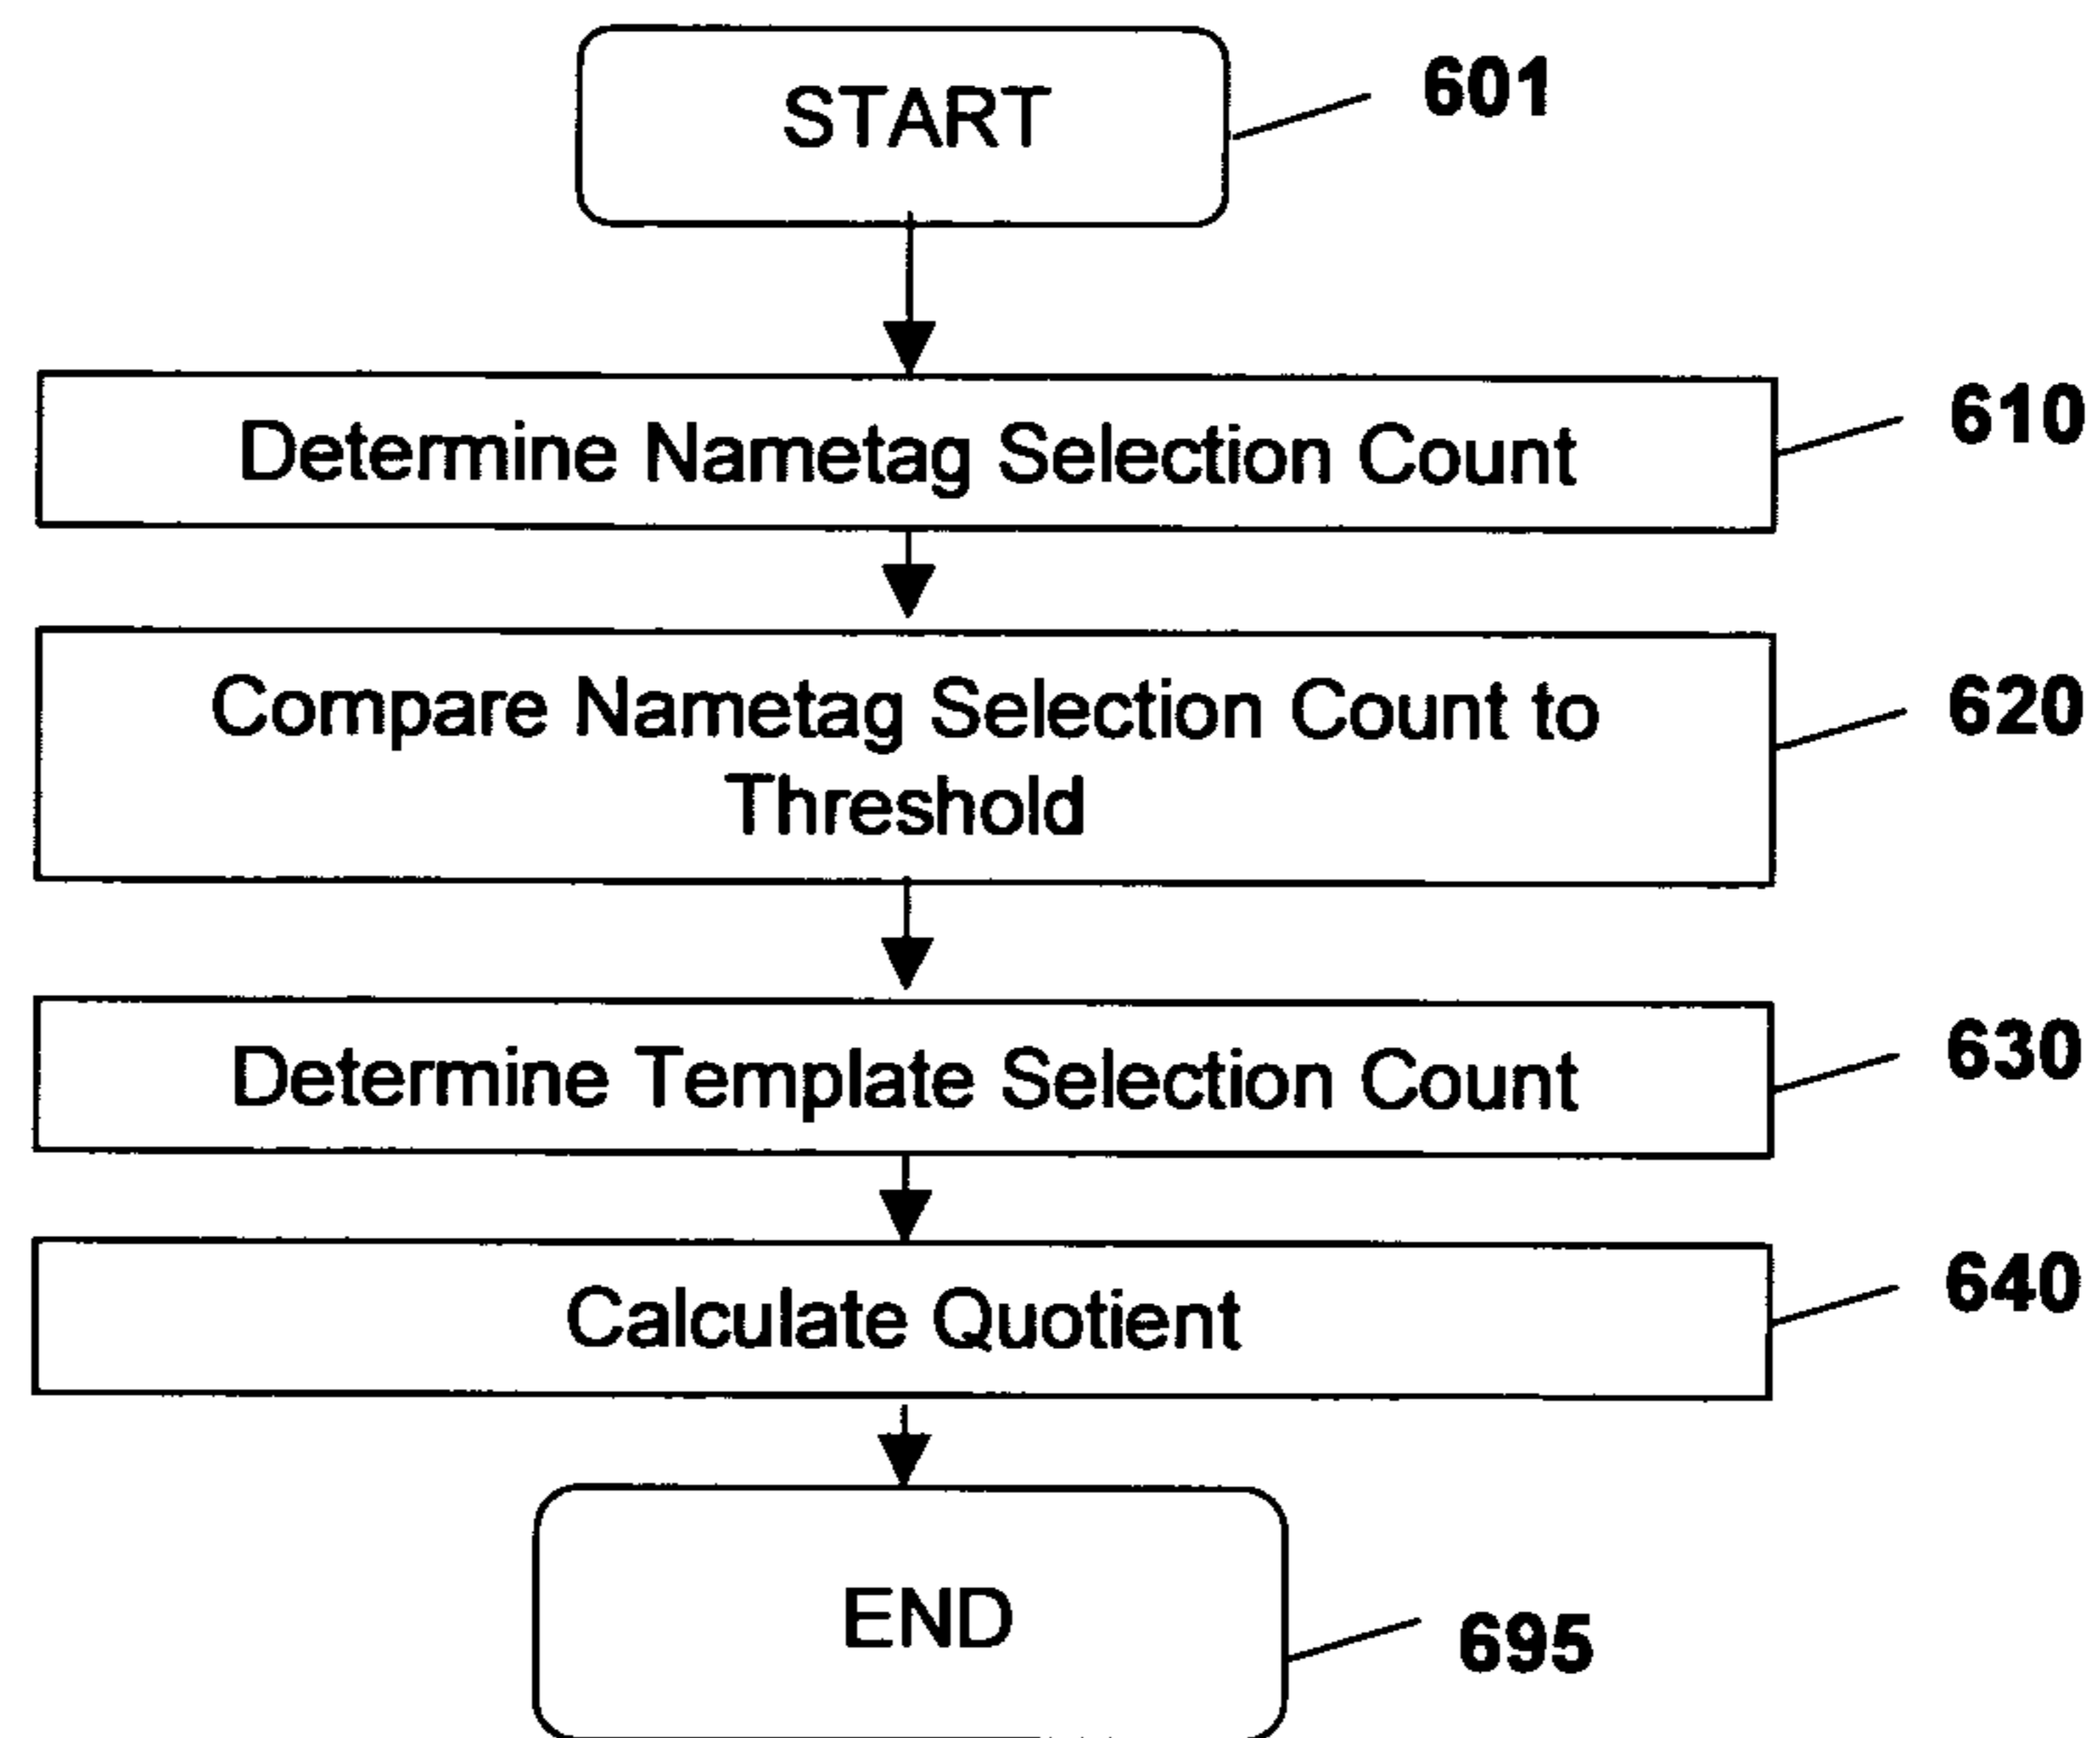 START
601
Determine Nametag Selection Count
610
Compare Nametag Selection Count to
Threshold
620
Determine Template Selection Count
630
Calculate Quotient
640
END
695